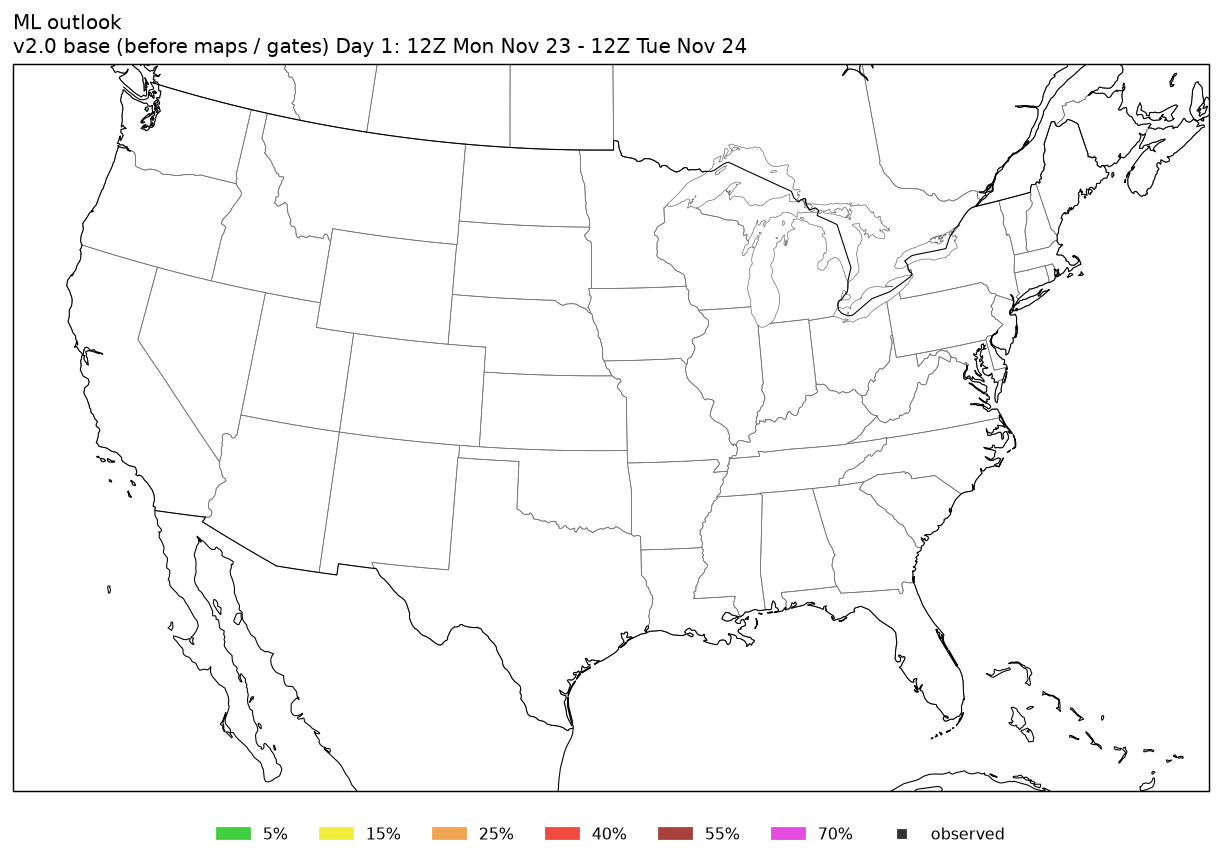 ML outlook
v2.0 base (before maps / gates) Day 1: 12Z Mon Nov 23 - 12Z Tue Nov 24
5% 15% 25% 40% 55% 70% observed